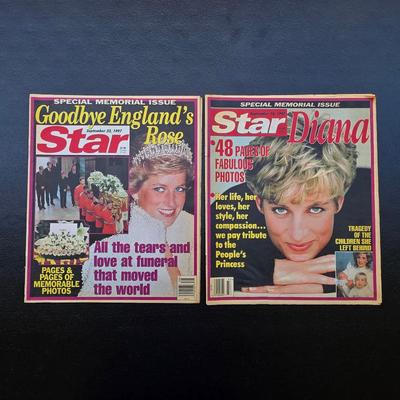 SPECIAL MEMORIAL ISSUE
Goodbye England's
Rose
September 23, 1997
Star
All the tears and
love at funeral
that moved
the world
PAGES &
PAGES OF
MEMORABLE
PHOTOS
SPECIAL MEMORIAL ISSUE
Star Diana
48 PAGES OF
FABULOUS
PHOTOS
Her life, her
loves, her
style, her
compassion...
we pay tribute
to the
People's
Princess
TRAGEDY
OF THE
CHILDREN SHE
LEFT BEHIND